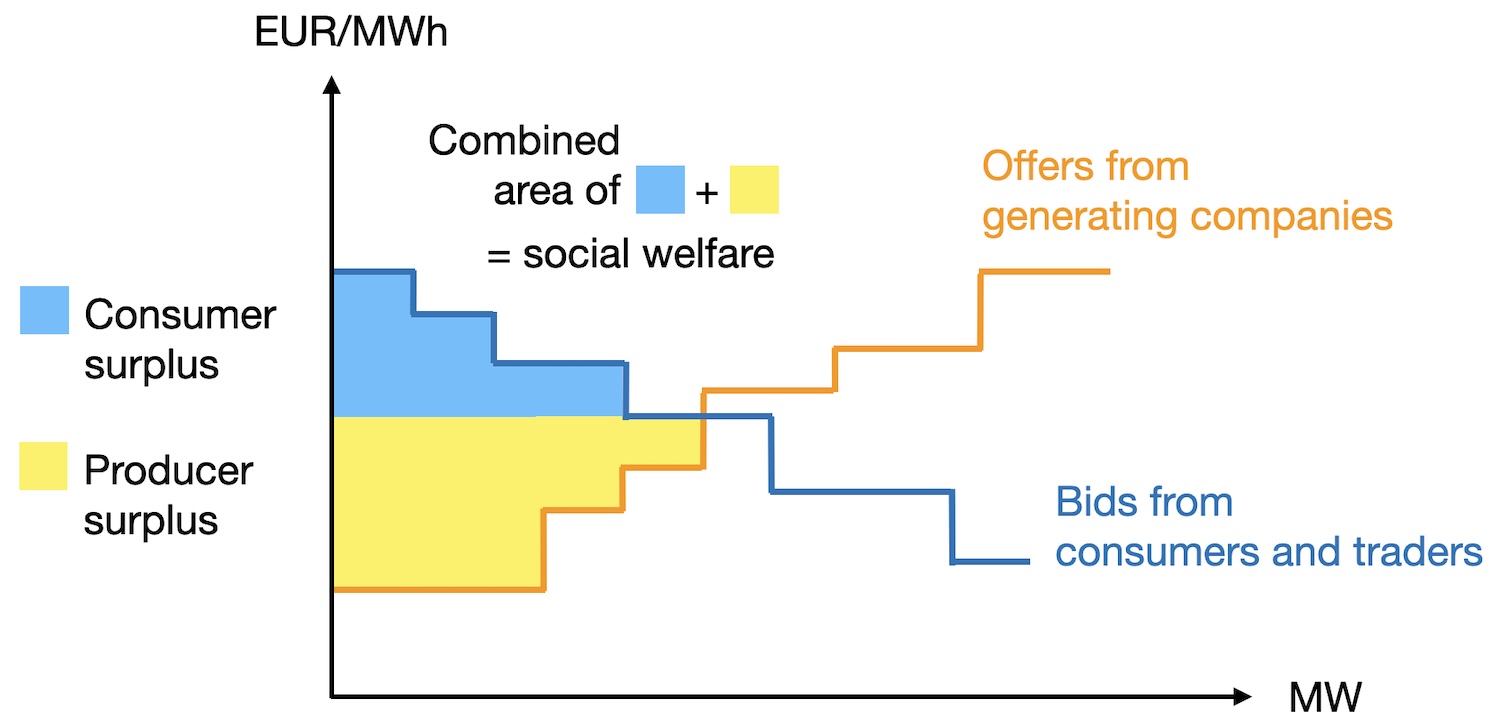 EUR/MWh
Combined
area of +
= social welfare
Offers from
generating companies
Consumer
surplus
Producer
surplus
Bids from
consumers and traders
MW